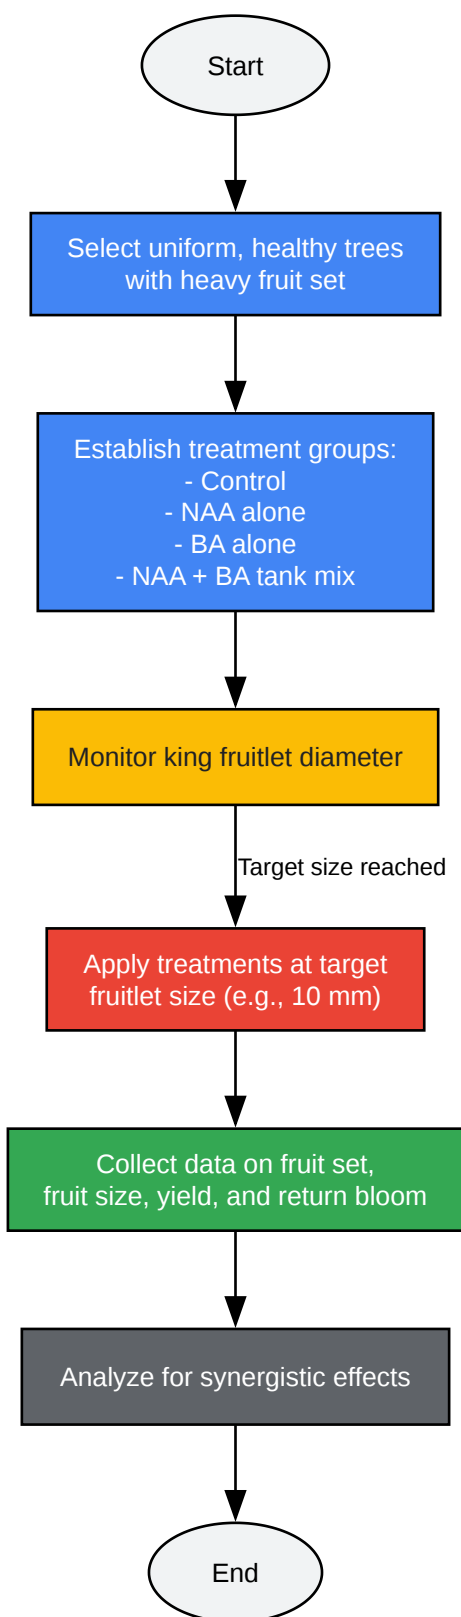 Start
Select uniform, healthy trees
with heavy fruit set
Establish treatment groups:
- Control
- NAA alone
- BA alone
- NAA + BA tank mix
Monitor king fruitlet diameter
Target size reached
Apply treatments at target
fruitlet size (e.g., 10 mm)
Collect data on fruit set,
fruit size, yield, and return bloom
Analyze for synergistic effects
End